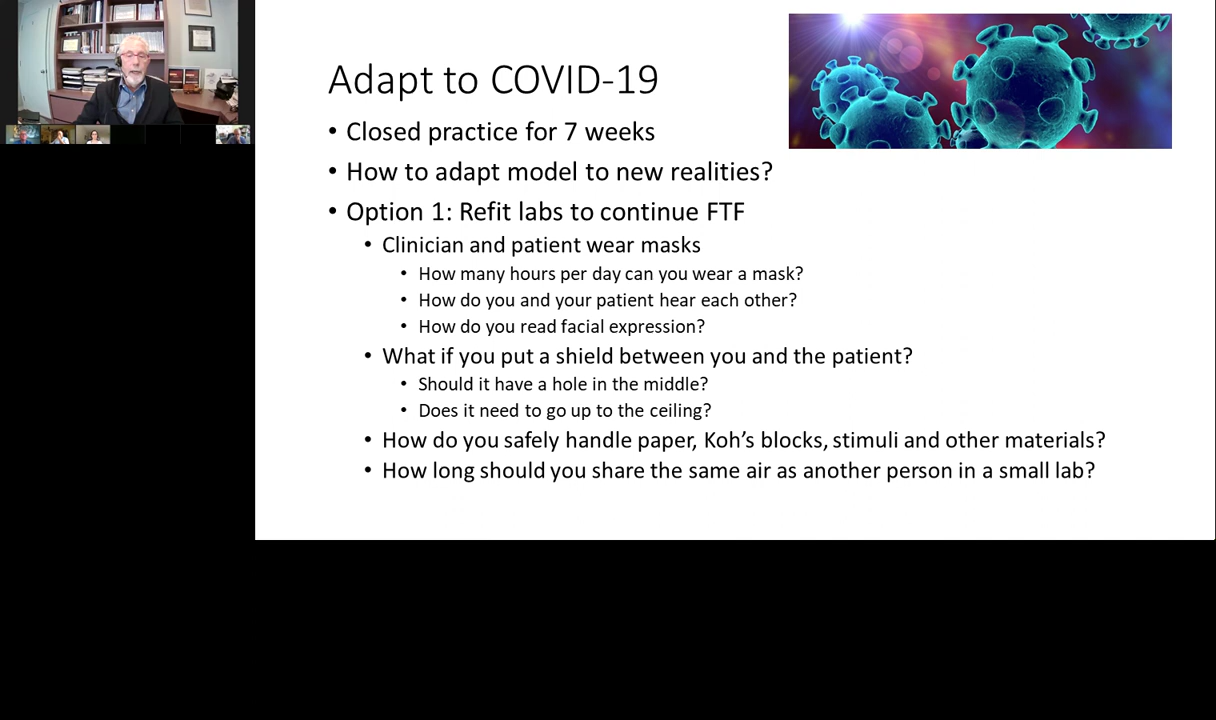 Adapt to COVID-19
• Closed practice for 7 weeks
• How to adapt model to new realities?
• Option 1: Refit labs to continue FTF
• Clinician and patient wear masks
• How many hours per day can you wear a mask?
• How do you and your patient hear each other?
• How do you read facial expression?
• What if you put a shield between you and the patient?
• Should it have a hole in the middle?
• Does it need to go up to the ceiling?
• How do you safely handle paper, Koh’s blocks, stimuli and other materials?
• How long should you share the same air as another person in a small lab?